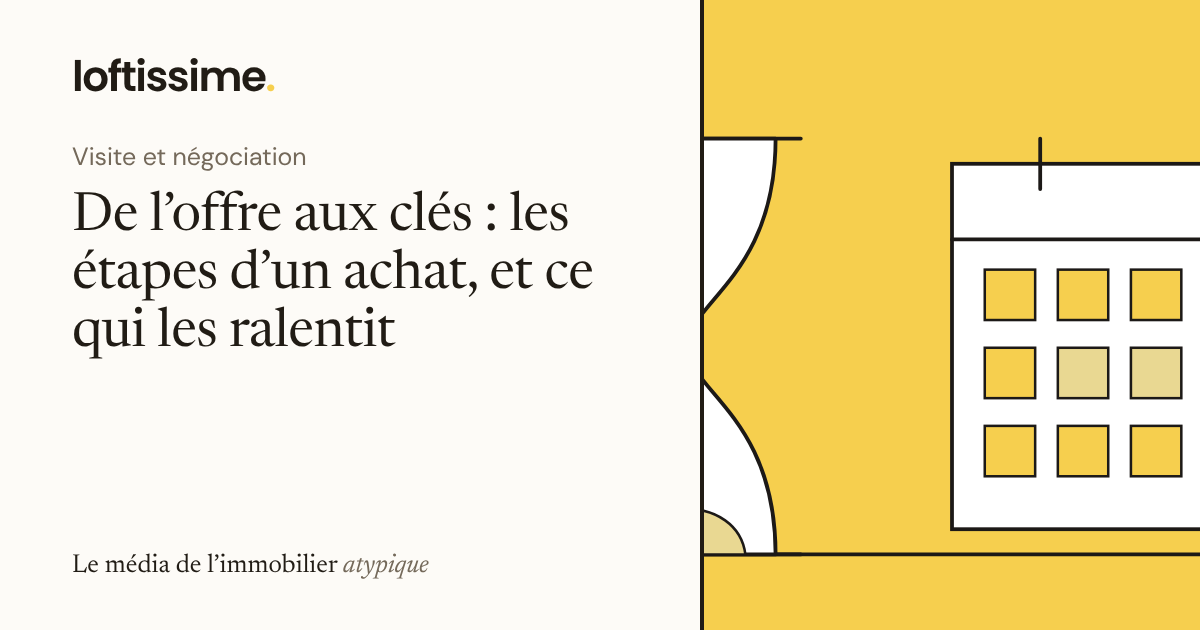 loftissime.
Visite et négociation
De l’offre aux clés : les
étapes d’un achat, et ce
qui les ralentit
Le média de l’immobilier atypique